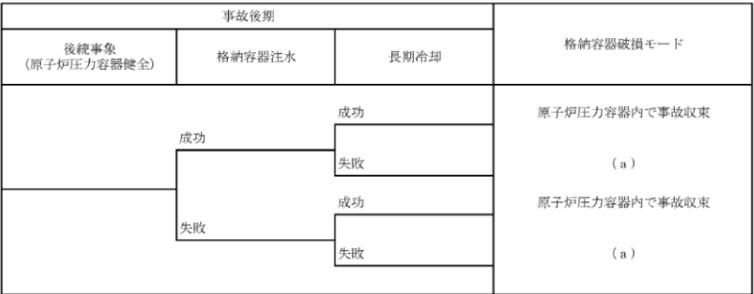 事故後期
格納容器破損モード
後続事象
(原子炉圧力容器健全)
格納容器注水
長期冷却
成功
原子炉圧力容器内で事故収束
成功
失敗
(a)
成功
原子炉圧力容器内で事故収束
失敗
失敗
(a)